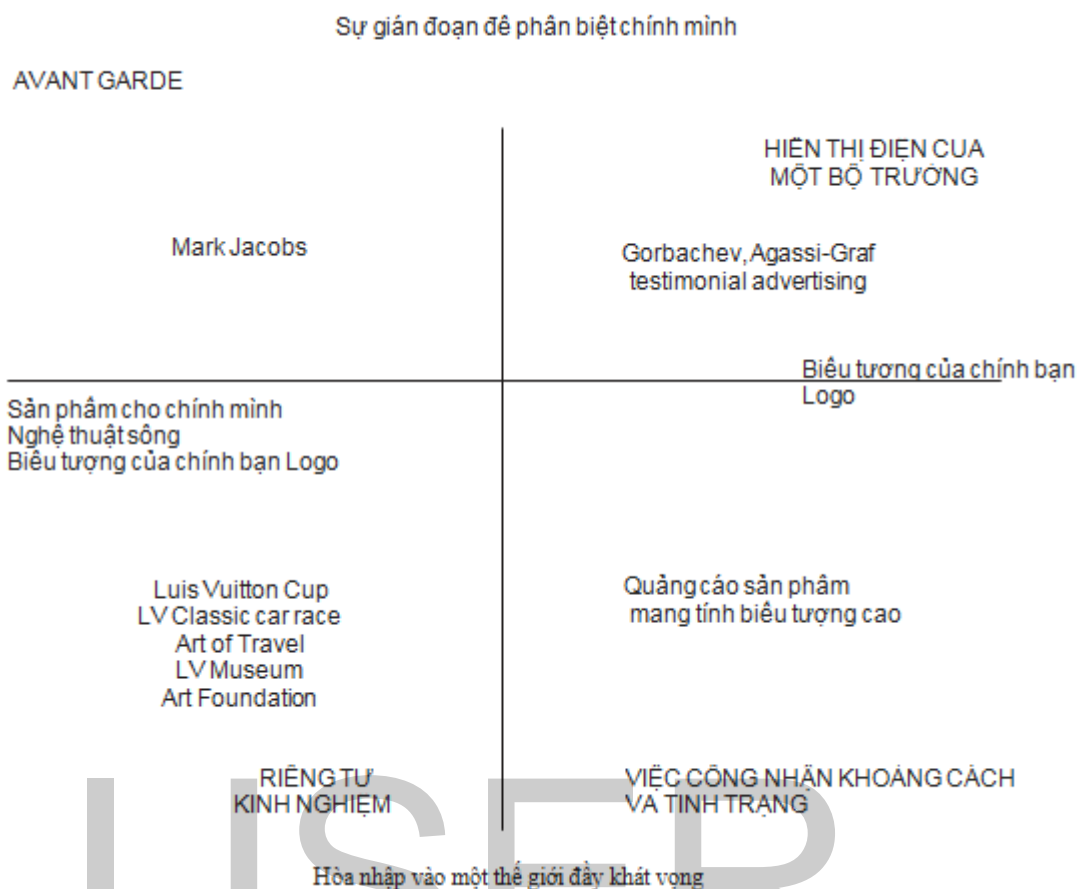 Sự gián đoạn để phân biệt chính mình
AVANT GARDE
HIỂN THỊ ĐIỆN CUA
MỘT BỘ TRƯỞNG
Mark Jacobs
Gorbachev, Agassi-Graf
testimonial advertising
Biểu tương của chính bạn
Logo
Sản phẩm cho chính mình
Nghệ thuật sông
Biểu tượng của chính bạn Logo
Luis Vuitton Cup
LV Classic car race
Art of Travel
LV Museum
Art Foundation
Quảng cáo sản phẩm
mang tính biểu tượng cao
RIÊNG TƯ
KINH NGHIỆM
VIỆC CÔNG NHẬN KHOẢNG CÁCH
VÀ TINH TRẠNG
Hòa nhập vào một thế giới đầy khát vọng